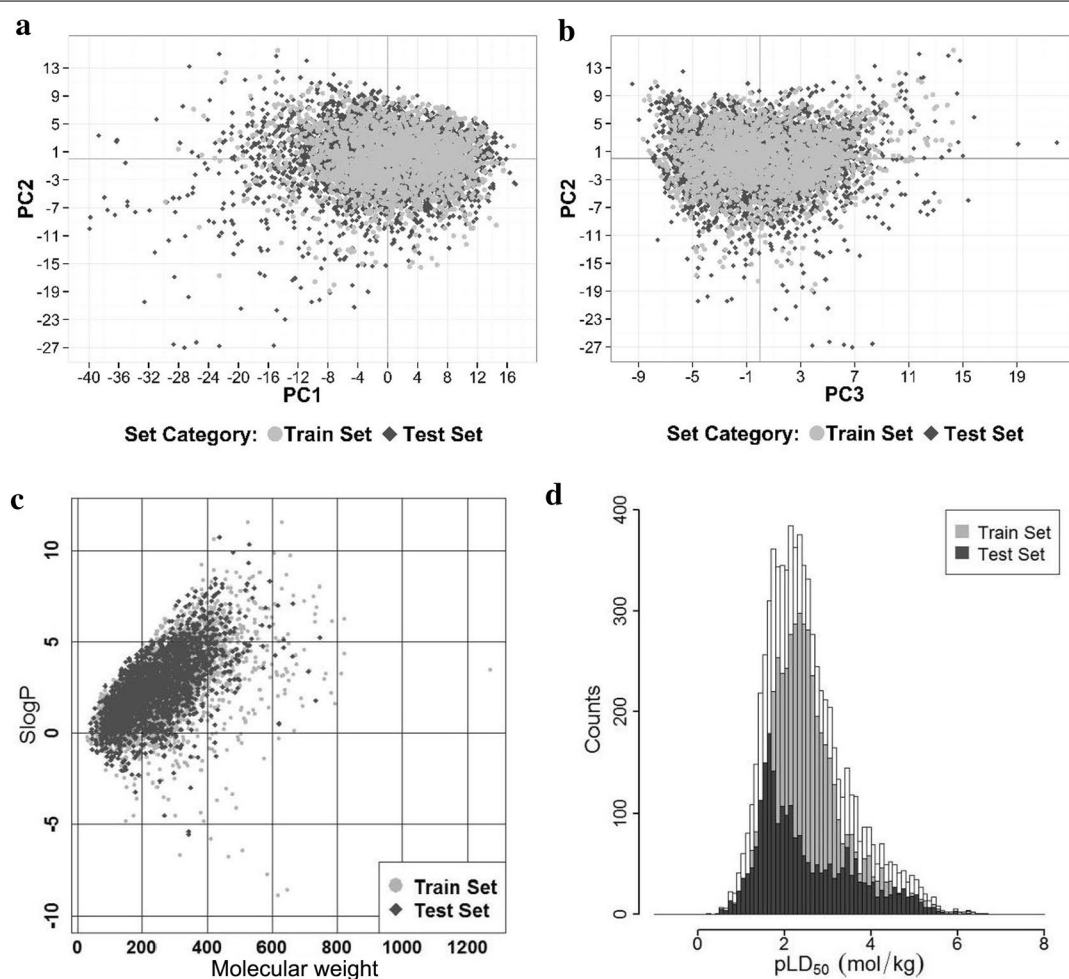 a
13
9
5
1
-3
-7
-11
-15
-19
-23
-27
PC2
-40 -36 -32 -28 -24 -20 -16 -12 -8 -4 0 4 8 12 16
PC1
Set Category: Train Set Test Set
b
13
9
5
1
-3
-7
-11
-15
-19
-23
-27
PC2
-9 -5 -1 3 7 11 15 19
PC3
Set Category: Train Set Test Set
c
10
5
0
-5
-10
SlogP
0 200 400 600 800 1000 1200
Molecular weight
Train Set
Test Set
d
400
300
200
100
0
Counts
0 2 4 6 8
pLD50 (mol/kg)
Train Set
Test Set